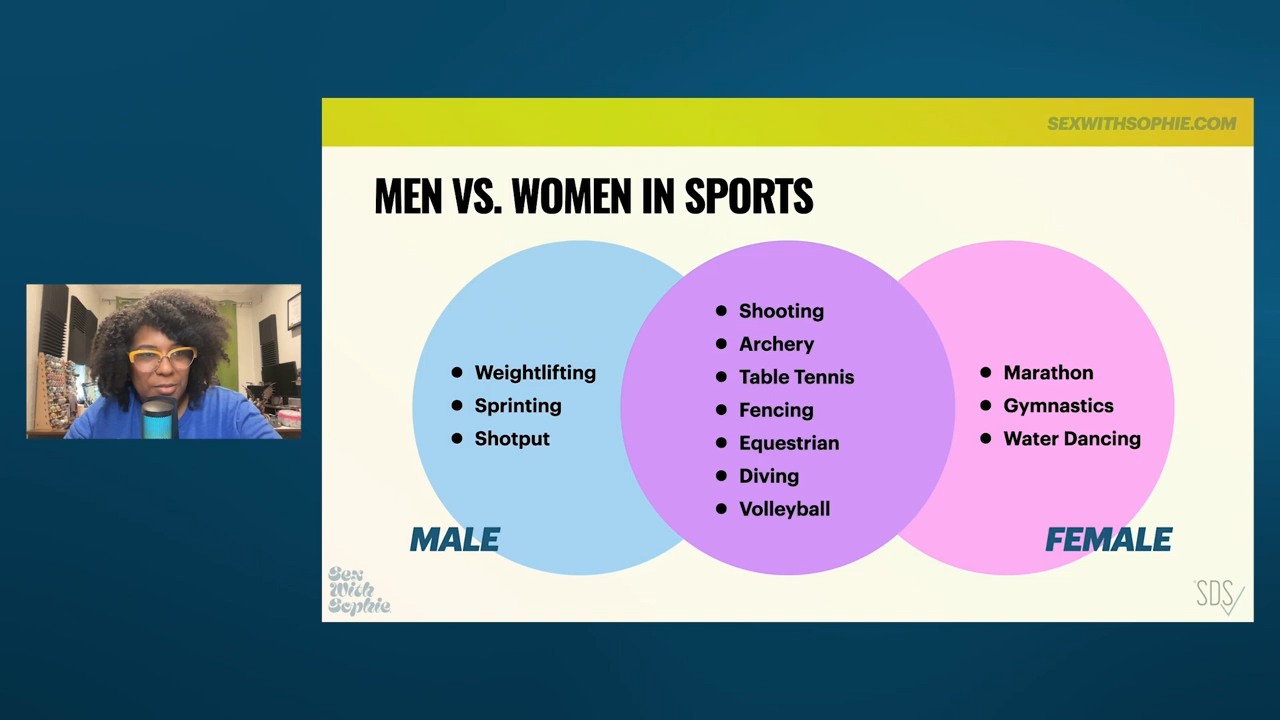 SEXWITHSOPHIE.COM
MEN VS. WOMEN IN SPORTS
Weightlifting
Sprinting
Shotput
Shooting
Archery
Table Tennis
Fencing
Equestrian
Diving
Volleyball
Marathon
Gymnastics
Water Dancing
MALE
FEMALE
Sex
With
Sophie
SDS